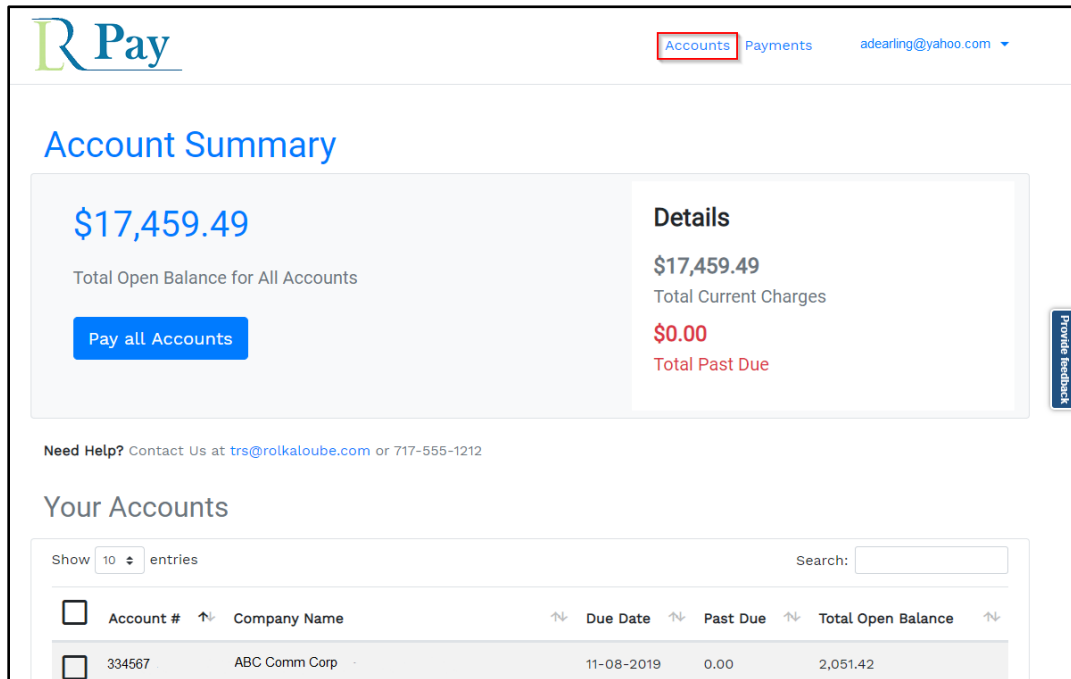 R Pay
Accounts Payments adearling@yahoo.com
Account Summary
$17,459.49
Total Open Balance for All Accounts
Pay all Accounts
Details
$17,459.49
Total Current Charges
$0.00
Total Past Due
Provide feedback
Need Help? Contact Us at trs@rolkaloube.com or 717-555-1212
Your Accounts
Show 10 entries
Search:
Account # Company Name Due Date Past Due Total Open Balance
334567 ABC Comm Corp 11-08-2019 0.00 2,051.42